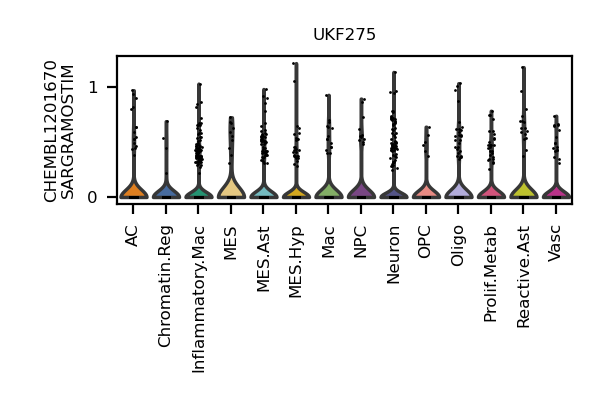 UKF275
CHEMBL1201670
SARGRAMOSTIM
1
0
AC
Chromatin.Reg
Inflammatory.Mac
MES
MES.Ast
MES.Hyp
Mac
NPC
Neuron
OPC
Oligo
Prolif.Metab
Reactive.Ast
Vasc